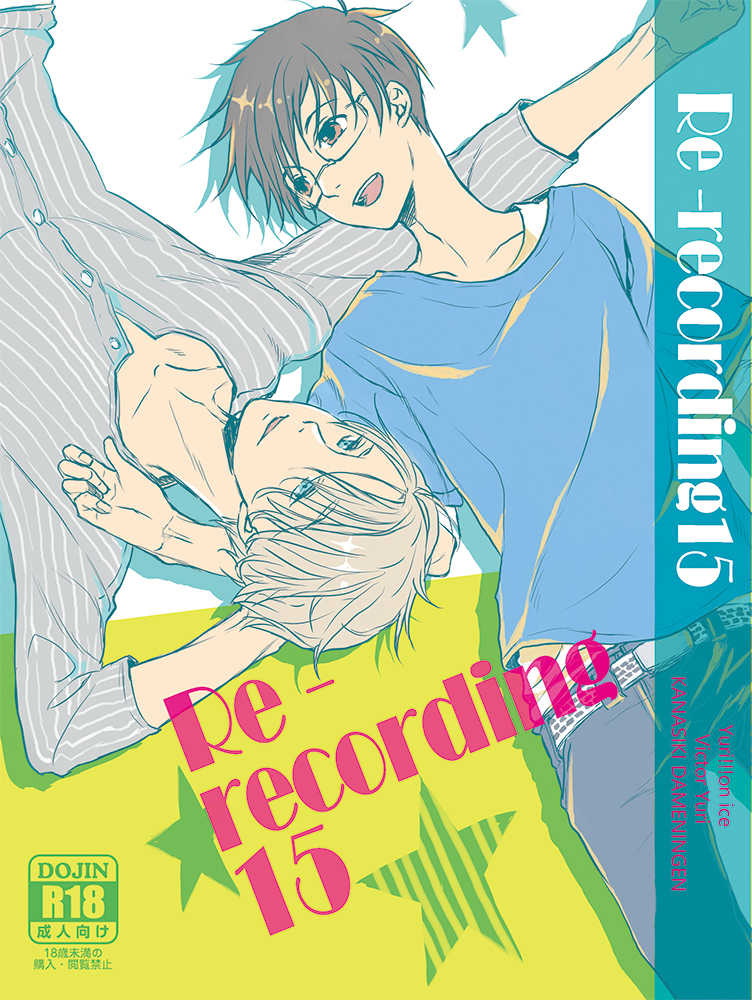 Re-recording15
Re-
recording
15
Yuri!!Ion ice
Victor Yuri
KANASIKI DAMENINGEN
DOJIN
R18
成人向け
18歳未満の
購入・閲覧禁止